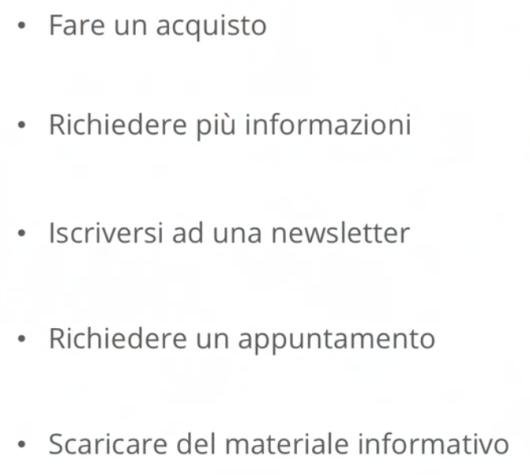 • Fare un acquisto
• Richiedere più informazioni
• Iscriversi ad una newsletter
• Richiedere un appuntamento
• Scaricare del materiale informativo